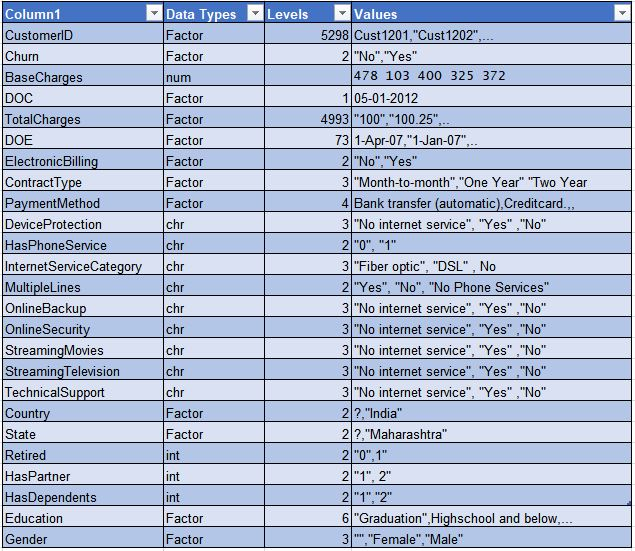 Column1 Data Types Levels Values
CustomerID Factor 5298 Cust1201,"Cust1202",...
Churn Factor 2 "No","Yes"
BaseCharges num 478 103 400 325 372
DOC Factor 1 05-01-2012
TotalCharges Factor 4993 "100","100.25",..
DOE Factor 73 1-Apr-07,"1-Jan-07",..
ElectronicBilling Factor 2 "No","Yes"
ContractType Factor 3 "Month-to-month","One Year" "Two Year
PaymentMethod Factor 4 Bank transfer (automatic),Creditcard.,,
DeviceProtection chr 3 "No internet service", "Yes" ,"No"
HasPhoneService chr 2 "0", "1"
InternetServiceCategory chr 3 "Fiber optic", "DSL" , No
MultipleLines chr 2 "Yes", "No", "No Phone Services"
OnlineBackup chr 3 "No internet service", "Yes" ,"No"
OnlineSecurity chr 3 "No internet service", "Yes" ,"No"
StreamingMovies chr 3 "No internet service", "Yes" ,"No"
StreamingTelevision chr 3 "No internet service", "Yes" ,"No"
TechnicalSupport chr 3 "No internet service", "Yes" ,"No"
Country Factor 2 ?,"India"
State Factor 2 ?,"Maharashtra"
Retired int 2 "0",1"
HasPartner int 2 "1", 2"
HasDependents int 2 "1","2"
Education Factor 6 "Graduation",Highschool and below,...
Gender Factor 3 "","Female","Male"